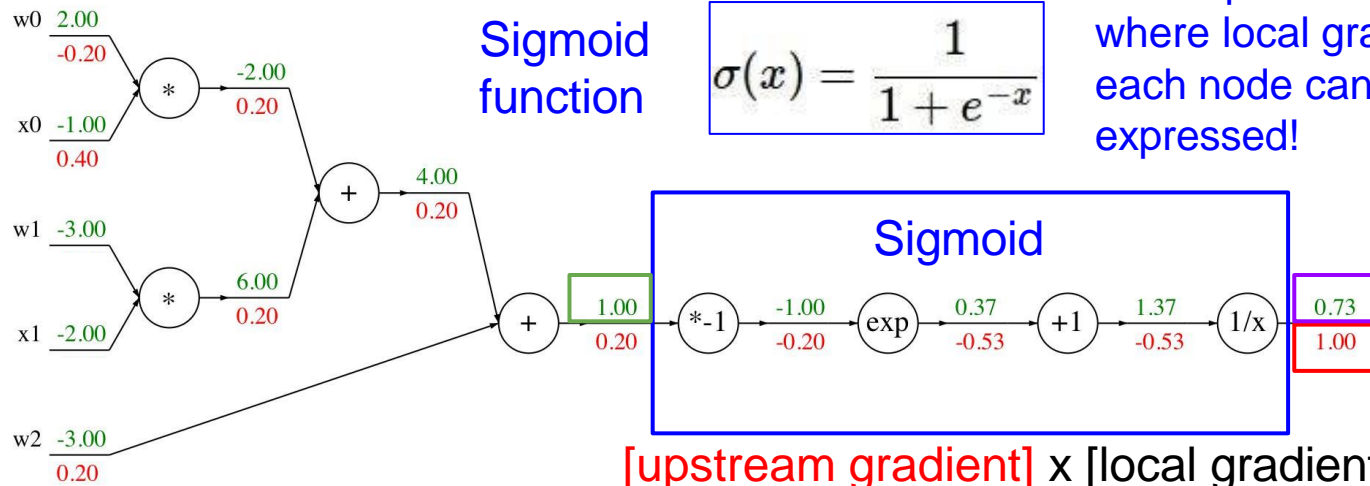 w0 2.00
-0.20
*
-2.00
0.20
x0 -1.00
0.40
Sigmoid
function
σ(x) = 1 / (1 + e^{-x})
where local gra
each node can
expressed!
+
4.00
0.20
w1 -3.00
*
6.00
0.20
x1 -2.00
Sigmoid
+
1.00
0.20
*-1
-1.00
-0.20
exp
0.37
-0.53
+1
1.37
-0.53
1/x
0.73
1.00
w2 -3.00
0.20
[upstream gradient] x [local gradient